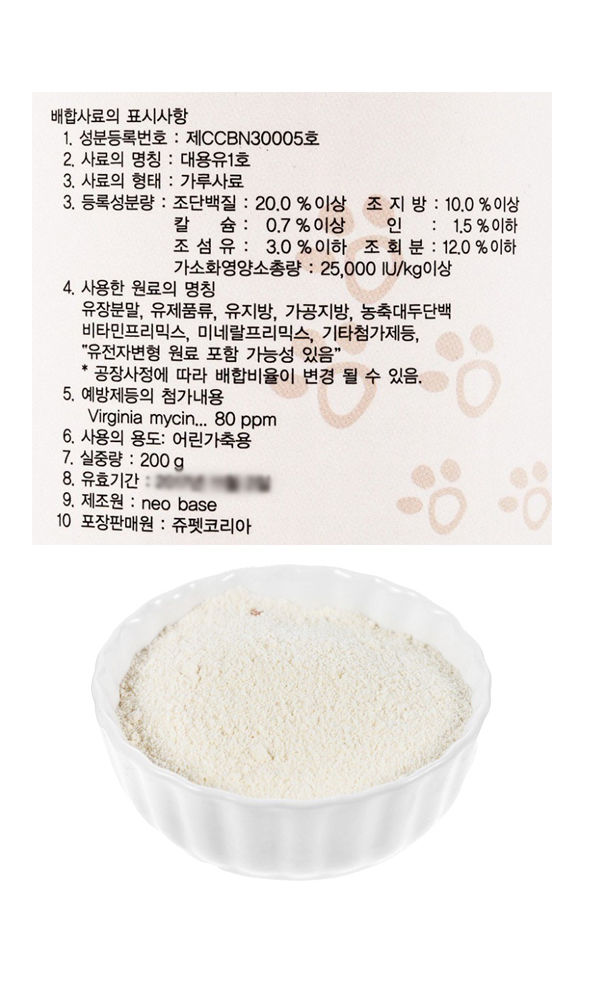 배합사료의 표시사항
1. 성분등록번호 : 제CCBN30005호
2. 사료의 명칭 : 대용유1호
3. 사료의 형태 : 가루사료
3. 등록성분량 : 조단백질 : 20.0 %이상 조 지 방 : 10.0 %이상
칼 슘 : 0.7 %이상 인 : 1.5 %이하
조 섬 유 : 3.0 %이하 조 회 분 : 12.0 %이하
가소화영양소총량 : 25,000 IU/kg이상
4. 사용한 원료의 명칭
유장분말, 유제품류, 유지방, 가공지방, 농축대두단백
비타민프리믹스, 미네랄프리믹스, 기타첨가제등,
"유전자변형 원료 포함 가능성 있음"
* 공장사정에 따라 배합비율이 변경 될 수 있음.
5. 예방제등의 첨가내용
Virginia mycin... 80 ppm
6. 사용의 용도: 어린가축용
7. 실중량 : 200 g
8. 유효기간 :
9. 제조원 : neo base
10 포장판매원 : 쥬펫코리아